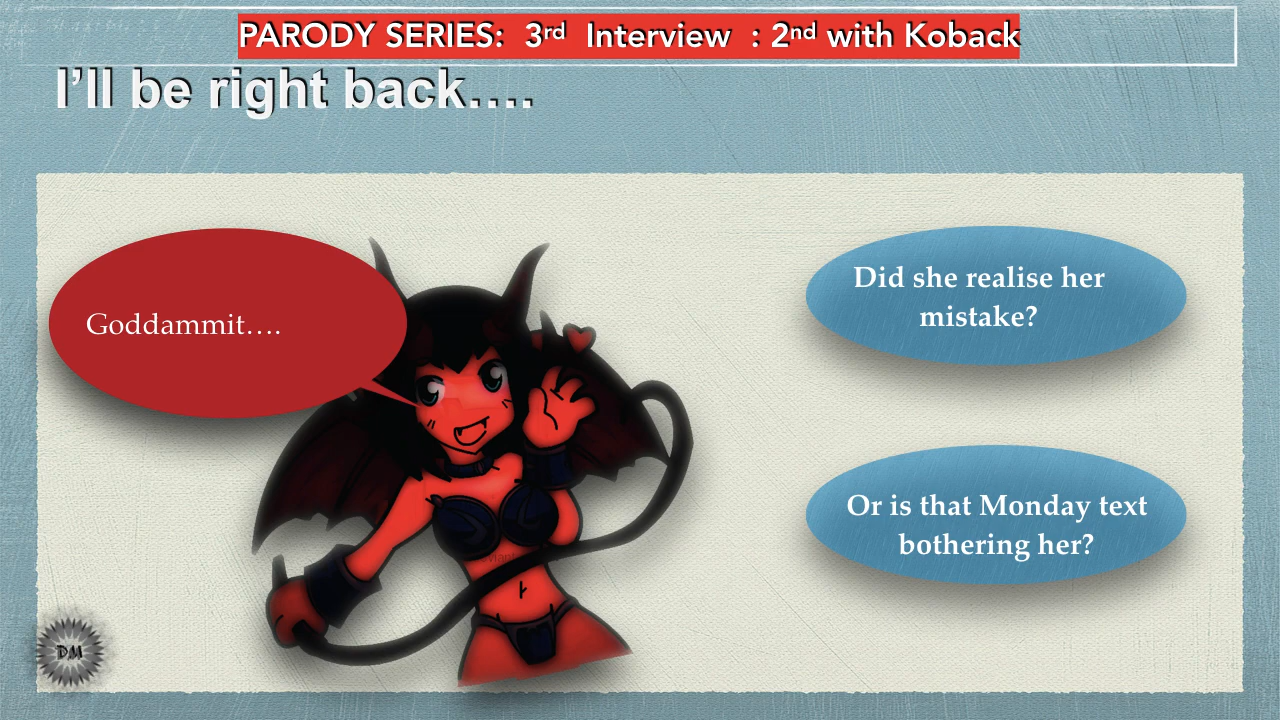 PARODY SERIES: 3rd Interview : 2nd with Koback
I’ll be right back….
Goddammit….
Did she realise her
mistake?
Or is that Monday text
bothering her?
DM